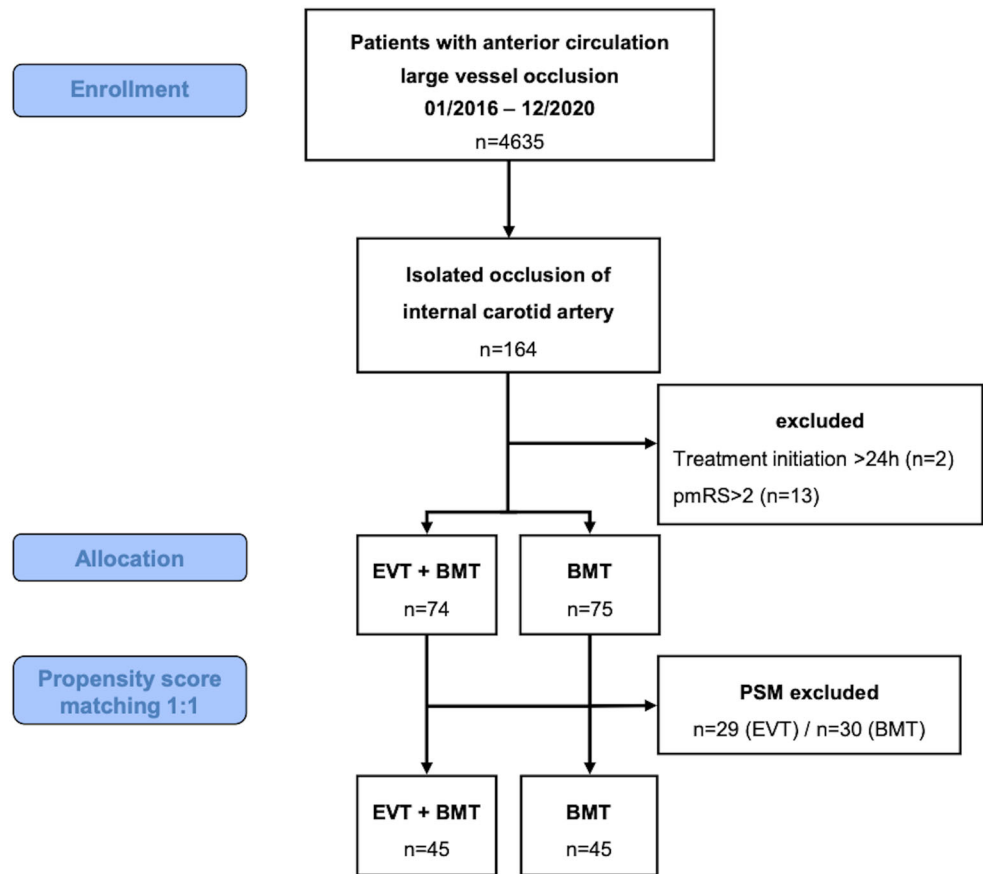 Enrollment
Patients with anterior circulation
large vessel occlusion
01/2016 – 12/2020
n=4635
Isolated occlusion of
internal carotid artery
n=164
excluded
Treatment initiation >24h (n=2)
pmRS>2 (n=13)
Allocation
EVT + BMT
n=74
BMT
n=75
Propensity score
matching 1:1
PSM excluded
n=29 (EVT) / n=30 (BMT)
EVT + BMT
n=45
BMT
n=45